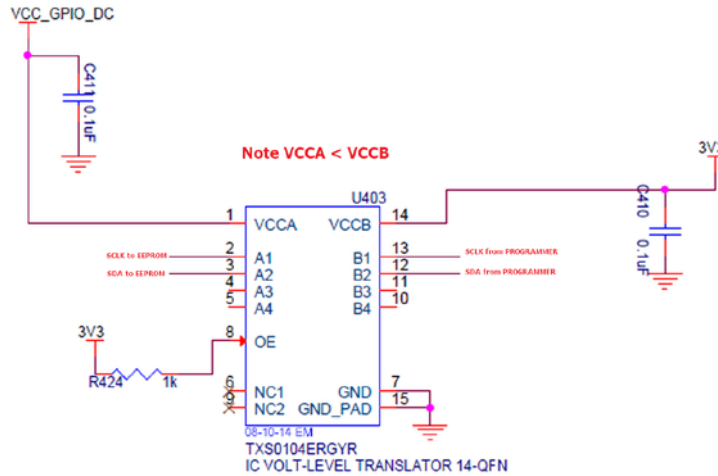 VCC_GPIO_DC
C411
0.1uF
Note VCCA < VCCB
3V3
U403
C410
0.1uF
1 VCCA VCCB 14
SCLK to EEPROM 2 A1 B1 13 SCLK from PROGRAMMER
SDA to EEPROM 3 A2 B2 12 SDA from PROGRAMMER
4 A3 B3 11
5 A4 B4 10
3V3
8 OE
R424 1k
6 NC1 GND 7
9 NC2 GND_PAD 15
08-10-14 EM
TXS0104ERGYR
IC VOLT-LEVEL TRANSLATOR 14-QFN